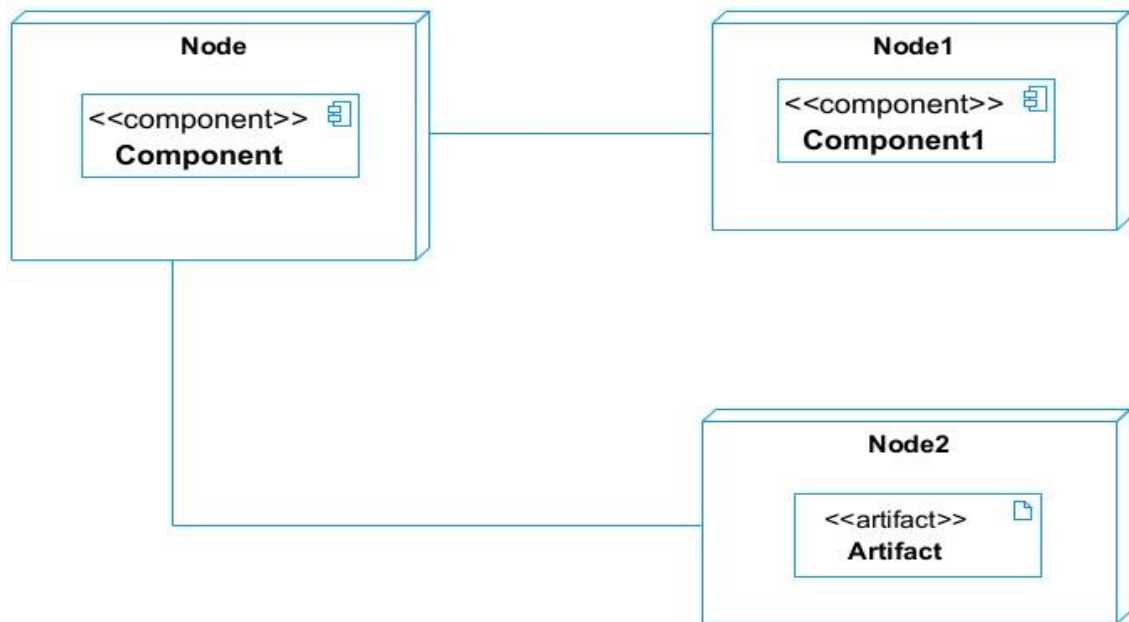 Node
<<component>>
Component
Node1
<<component>>
Component1
Node2
<<artifact>>
Artifact